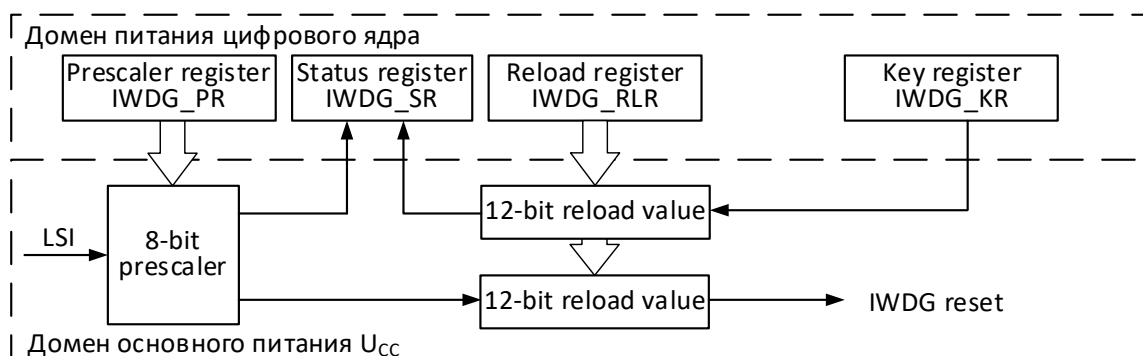 Домен питания цифрового ядра
Prescaler register
IWDG_PR
Status register
IWDG_SR
Reload register
IWDG_RLR
Key register
IWDG_KR
LSI
8-bit
prescaler
12-bit reload value
12-bit reload value
IWDG reset
Домен основного питания UCC